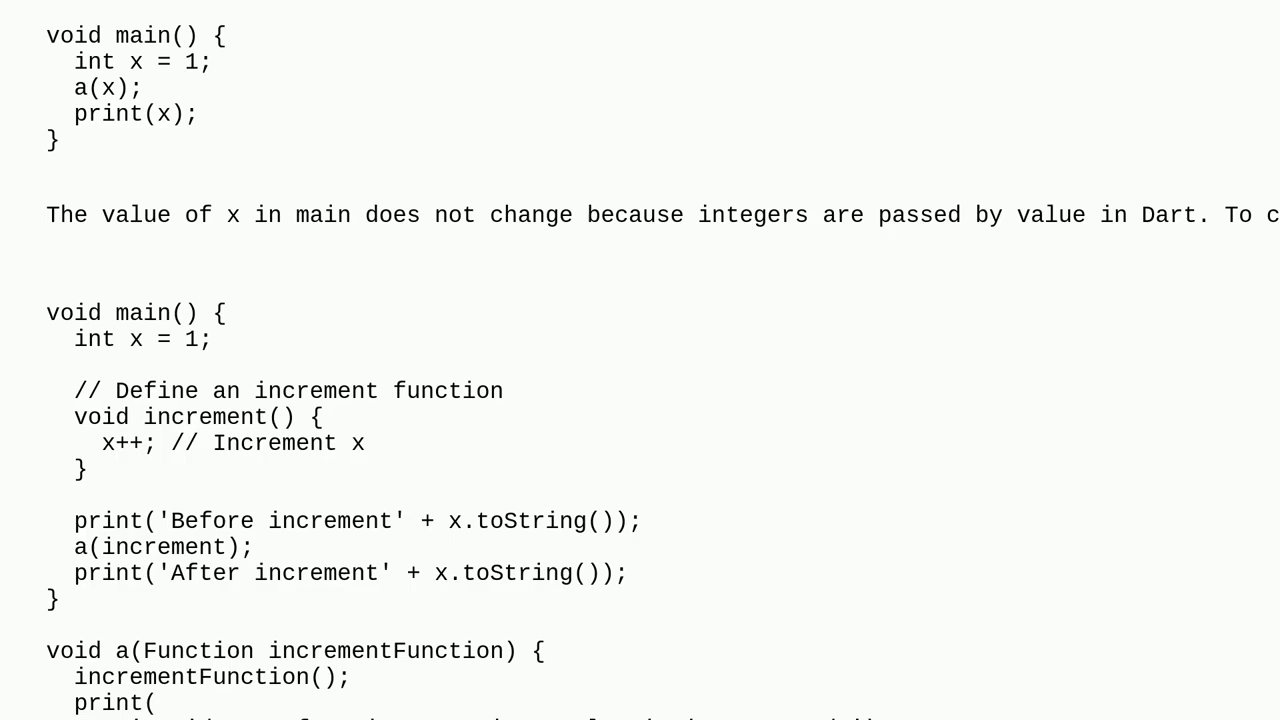 void main() {
  int x = 1;
  a(x);
  print(x);
}
The value of x in main does not change because integers are passed by value in Dart. To c
void main() {
  int x = 1;
  // Define an increment function
  void increment() {
    x++; // Increment x
  }
  print('Before increment' + x.toString());
  a(increment);
  print('After increment' + x.toString());
}
void a(Function incrementFunction) {
  incrementFunction();
  print(